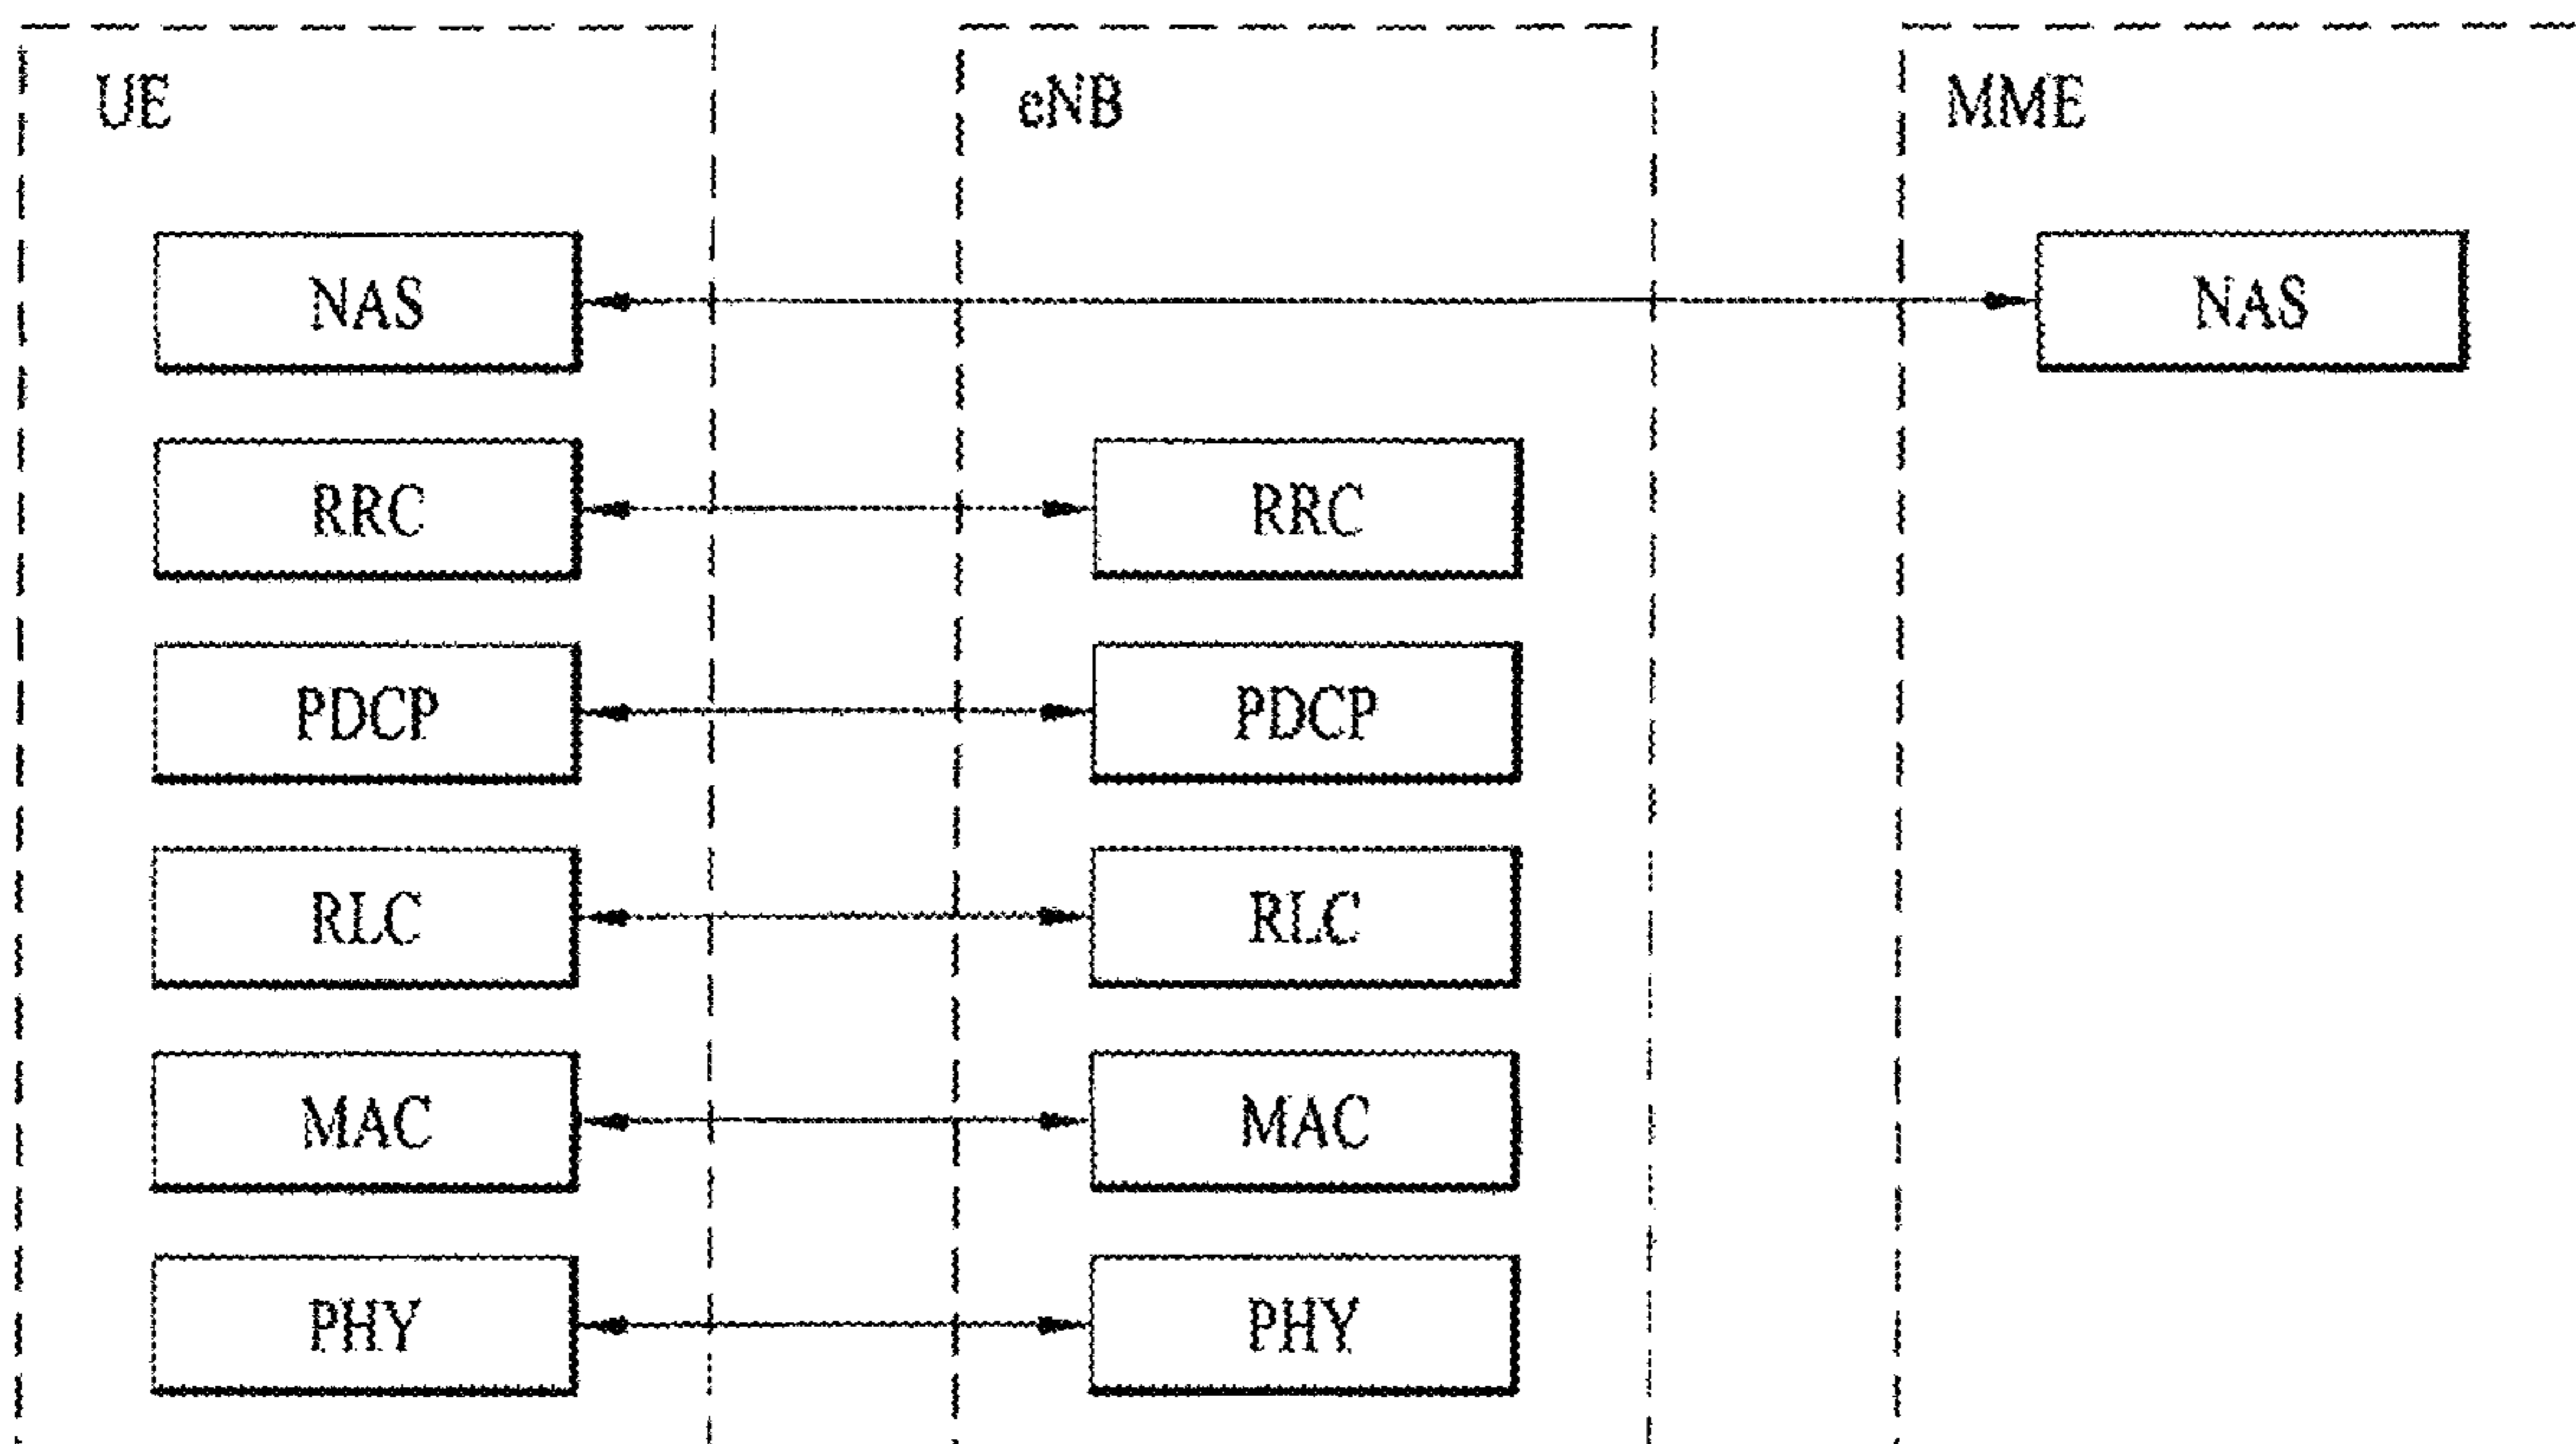 UE eNB MME
NAS NAS
RRC RRC
PDCP PDCP
RLC RLC
MAC MAC
PHY PHY